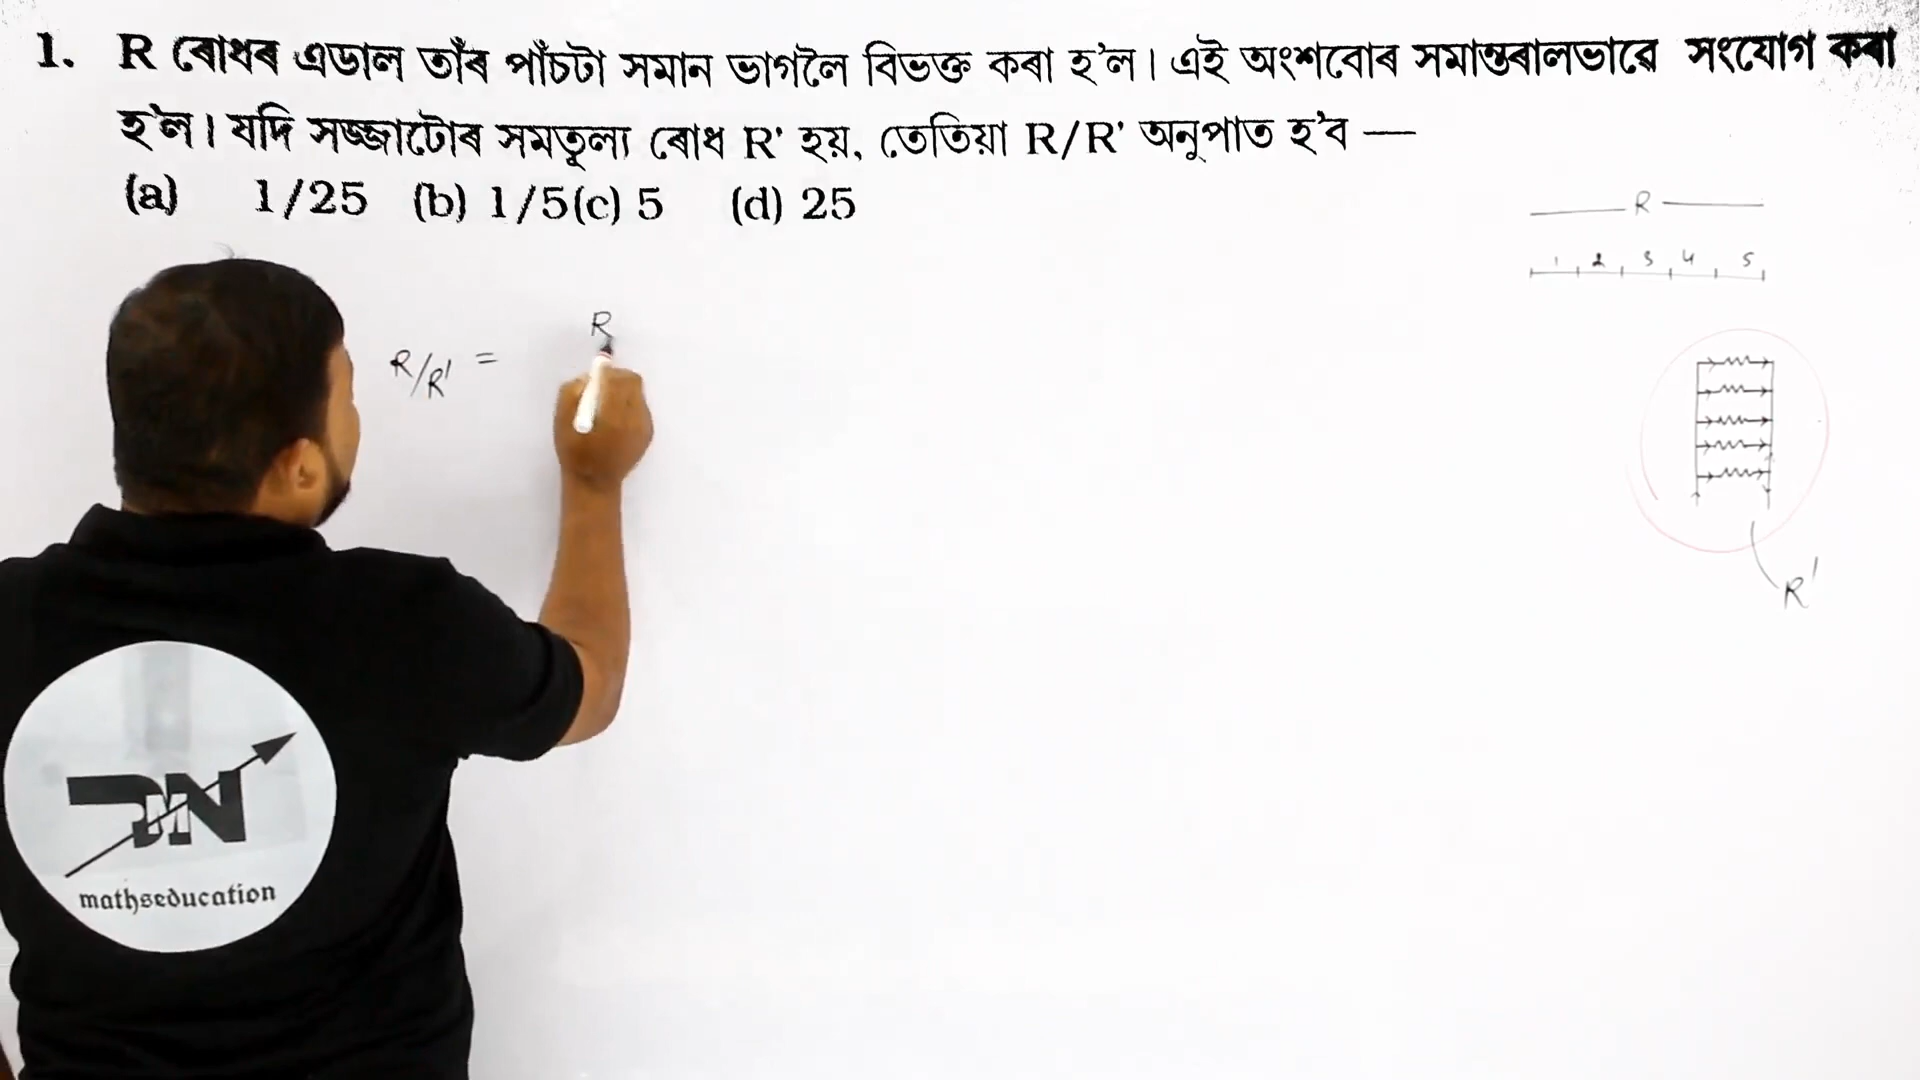 1. R ৰোধৰ এডাল তাঁৰ পাঁচটা সমান ভাগলৈ বিভক্ত কৰা হ'ল। এই অংশবোৰ সমান্তৰালভাৱে সংযোগ কৰা
হ'ল। যদি সজ্জাটোৰ সমতুল্য ৰোধ R' হয়, তেতিয়া R/R' অনুপাত হ'ব —
(a) 1/25 (b) 1/5(c) 5 (d) 25
R
1 2 3 4 5
R
R/R' =
R'
DMN
mathseducation